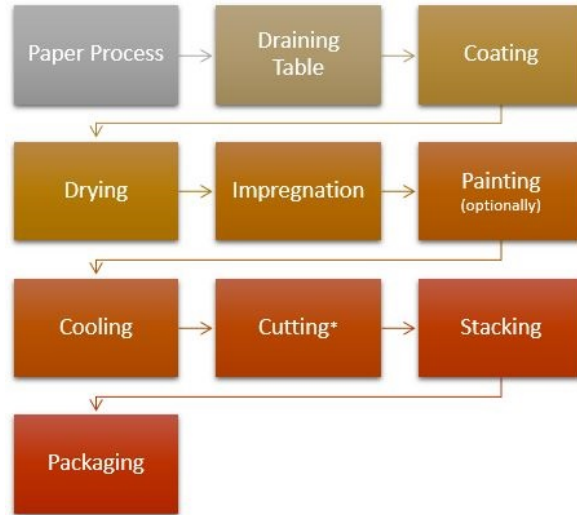 Paper Process
Draining
Table
Coating
Drying
Impregnation
Painting
(optionally)
Cooling
Cutting*
Stacking
Packaging